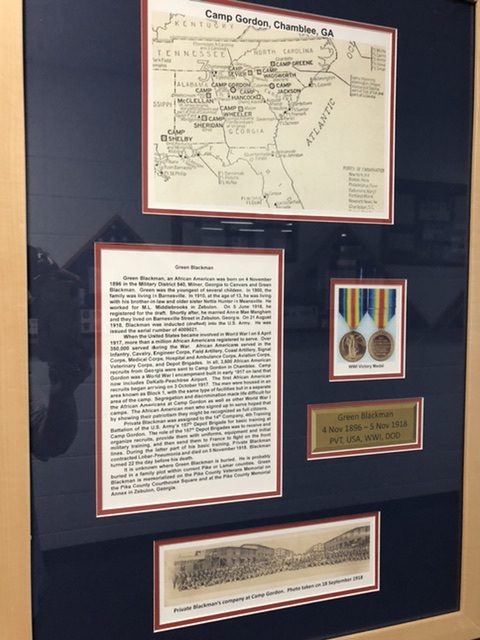 Camp Gordon, Chamblee, GA
KENTUCKY
TENNESSEE
NORTH CAROLINA
CAMP GREENE
CAMP
SEVIER
CAMP
WADSWORTH
ALABAMA
CAMP GORDON
CAMP
McCLELLAN
CAMP
HANCOCK
CAMP
JACKSON
CAMP
WHEELER
CAMP
SHERIDAN
GEORGIA
SSIPPI
CAMP
SHELBY
ATLANTIC
PORTS OF EMBARKATION
Green Blackman
Green Blackman, an African American was born on 4 November
1896 in the Military District 540, Milner, Georgia to Canvars and Green
Blackman. Green was the youngest of several children. In 1900, the
family was living in Barnesville. In 1910, at the age of 13, he was living
with his brother-in-law and older sister Nettie Hunter in Meansville. He
worked for M.L. Middlebrooks in Zebulon. On 5 June 1918, he
registered for the draft. Shortly after, he married Annie Mae Mangham
and they lived on Barnesville Street in Zebulon, Georgia. On 21 August
1918, Blackman was inducted (drafted) into the U.S. Army. He was
issued the serial number of 4009621.
When the United States became involved in World War I on 6 April
1917, more than a million African Americans registered to serve. Over
350,000 served during the War. African Americans served in the
Infantry, Cavalry, Engineer Corps, Field Artillery, Coast Artillery, Signal
Corps, Medical Corps, Hospital and Ambulance Corps, Aviation Corps,
Veterinary Corps, and Depot Brigades. In all, 3,600 African American
recruits from Georgia were sent to Camp Gordon in Chamblee. Camp
Gordon was a World War I encampment built in early 1917 on land that
now includes DeKalb-Peachtree Airport. The first African American
recruits began arriving on 3 October 1917. The men were housed in an
area known as Block 1, with the same type of facilities but in a separate
area of the camp. Segregation and discrimination made life difficult for
the African Americans at Camp Gordon as well as other World War I
camps. The African American men who signed up to serve hoped that
by showing their patriotism they might be recognized as full citizens.
Private Blackman was assigned to the 14th Company, 4th Training
Battalion of the U.S. Army's 157th Depot Brigade for basic training at
Camp Gordon. The role of the 157th Depot Brigades was to receive and
organize recruits, provide them with uniforms, equipment and initial
military training, and then send them to France to fight on the front
lines. During the latter part of his basic training, Private Blackman
contracted Lobar Pneumonia and died on 5 November 1918. Blackman
turned 22 the day before his death.
It is unknown where Green Blackman is buried. He is probably
buried in a family plot within current Pike or Lamar counties. Green
Blackman is memorialized on the Pike County Veterans Memorial on
the Pike County Courthouse Square and at the Pike County Memorial
Annex in Zebulon, Georgia.
WWI Victory Medal
Green Blackman
4 Nov 1896 – 5 Nov 1918
PVT, USA, WWI, DOD
Private Blackman's company at Camp Gordon. Photo taken on 18 September 1918